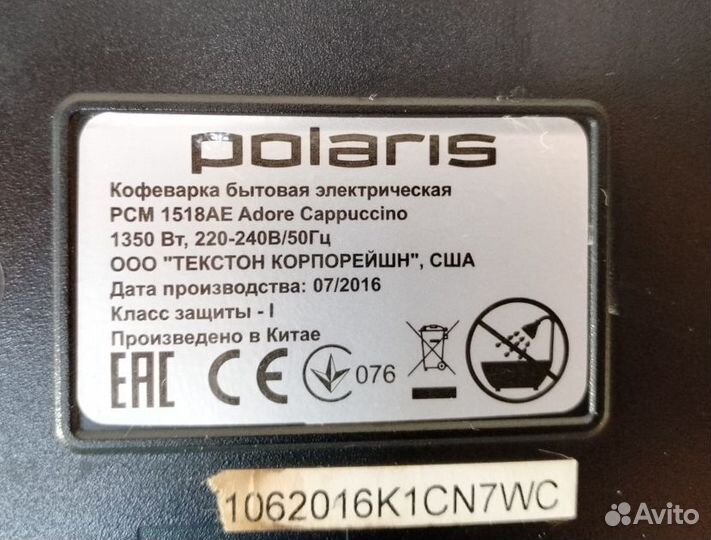 polaris
Кофеварка бытовая электрическая
PCM 1518AE Adore Cappuccino
1350 Вт, 220-240В/50Гц
ООО "ТЕКСТОН КОРПОРЕЙШН", США
Дата производства: 07/2016
Класс защиты - I
Произведено в Китае
EAC CE 076
1062016K1CN7WC
Avito